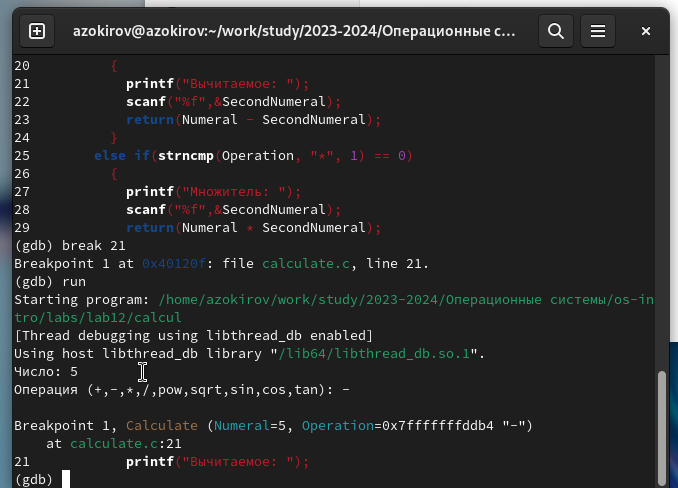 azokirov@azokirov:~/work/study/2023-2024/Операционные с…
20          {
21            printf("Вычитаемое: ");
22            scanf("%f",&SecondNumeral);
23            return(Numeral - SecondNumeral);
24          }
25        else if(strncmp(Operation, "*", 1) == 0)
26          {
27            printf("Множитель: ");
28            scanf("%f",&SecondNumeral);
29            return(Numeral * SecondNumeral);
(gdb) break 21
Breakpoint 1 at 0x40120f: file calculate.c, line 21.
(gdb) run
Starting program: /home/azokirov/work/study/2023-2024/Операционные системы/os-in
tro/labs/lab12/calcul
[Thread debugging using libthread_db enabled]
Using host libthread_db library "/lib64/libthread_db.so.1".
Число: 5
Операция (+,-,*,/,pow,sqrt,sin,cos,tan): -
Breakpoint 1, Calculate (Numeral=5, Operation=0x7fffffffddb4 "-")
    at calculate.c:21
21            printf("Вычитаемое: ");
(gdb)